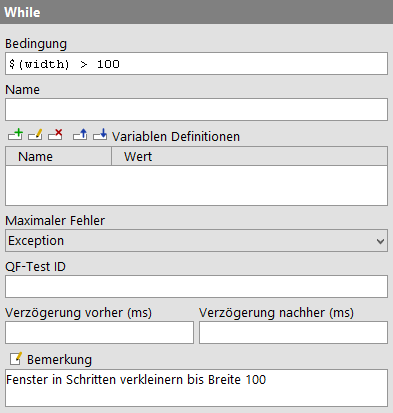 While
Bedingung
$(width) > 100
Name
Variablen Definitionen
Name Wert
Maximaler Fehler
Exception
QF-Test ID
Verzögerung vorher (ms) Verzögerung nachher (ms)
Bemerkung
Fenster in Schritten verkleinern bis Breite 100